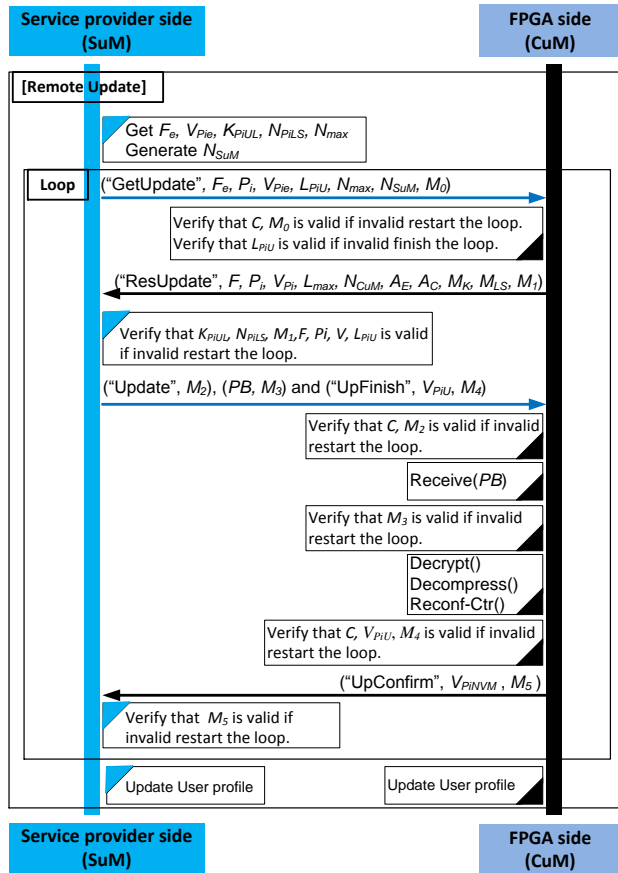 Service provider side
(SuM)
FPGA side
(CuM)
[Remote Update]
Get Fe, VPie, KPiUL, NPiLS, Nmax
Generate NSuM
Loop
("GetUpdate", Fe, Pi, VPie, LPiU, Nmax, NSuM, M0)
Verify that C, M0 is valid if invalid restart the loop.
Verify that LPiU is valid if invalid finish the loop.
("ResUpdate", F, Pi, VPi, Lmax, NCuM, AE, AC, MK, MLS, M1)
Verify that KPiUL, NPiLS, M1,F, Pi, V, LPiU is valid
if invalid restart the loop.
("Update", M2), (PB, M3) and ("UpFinish", VPiU, M4)
Verify that C, M2 is valid if invalid
restart the loop.
Receive(PB)
Verify that M3 is valid if invalid
restart the loop.
Decrypt()
Decompress()
Reconf-Ctr()
Verify that C, VPiU, M4 is valid if invalid
restart the loop.
("UpConfirm", VPiNVM , M5 )
Verify that M5 is valid if
invalid restart the loop.
Update User profile
Update User profile
Service provider side
(SuM)
FPGA side
(CuM)